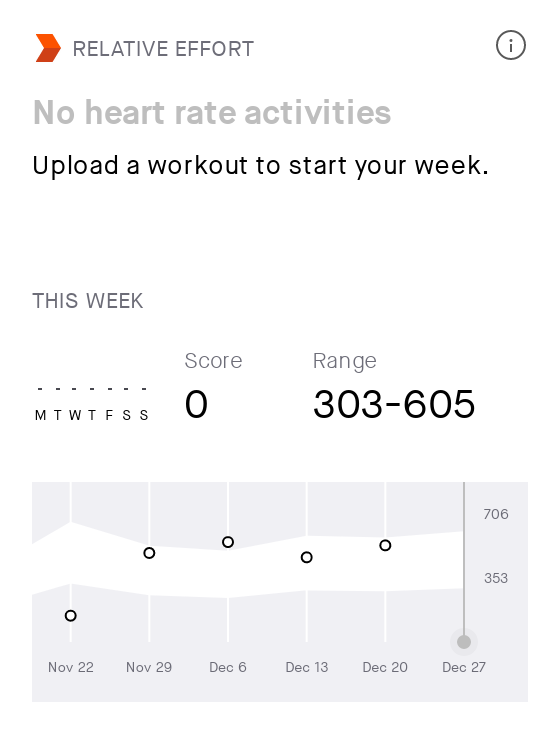 RELATIVE EFFORT
No heart rate activities
Upload a workout to start your week.
THIS WEEK
Score
Range
- - - - - - -
M T W T F S S
0
303-605
706
353
Nov 22
Nov 29
Dec 6
Dec 13
Dec 20
Dec 27